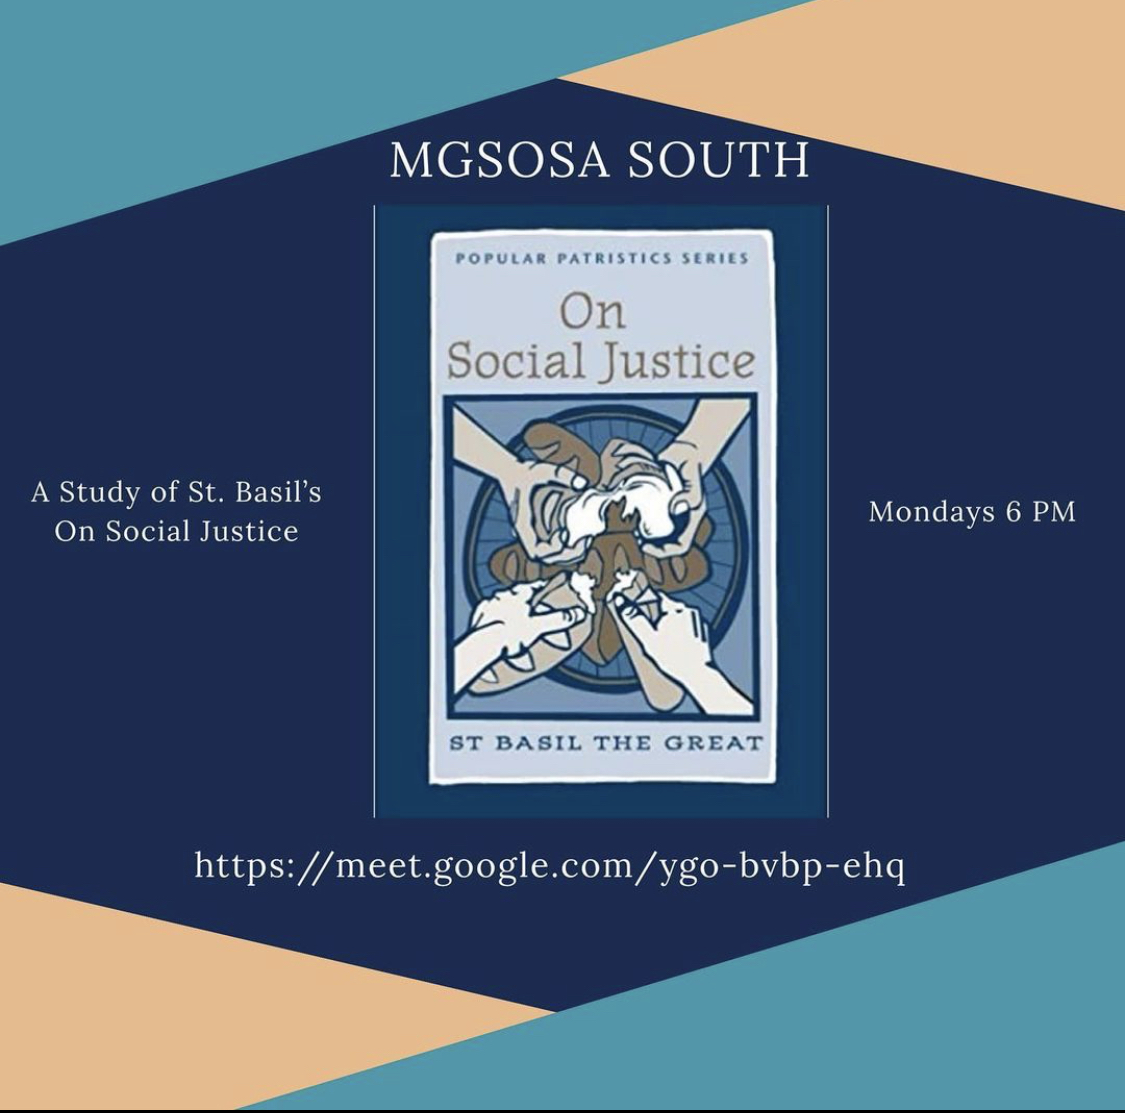 MGSOSA SOUTH
POPULAR PATRISTICS SERIES
On
Social Justice
ST BASIL THE GREAT
A Study of St. Basil’s
On Social Justice
Mondays 6 PM
https://meet.google.com/ygo-bvbp-ehq